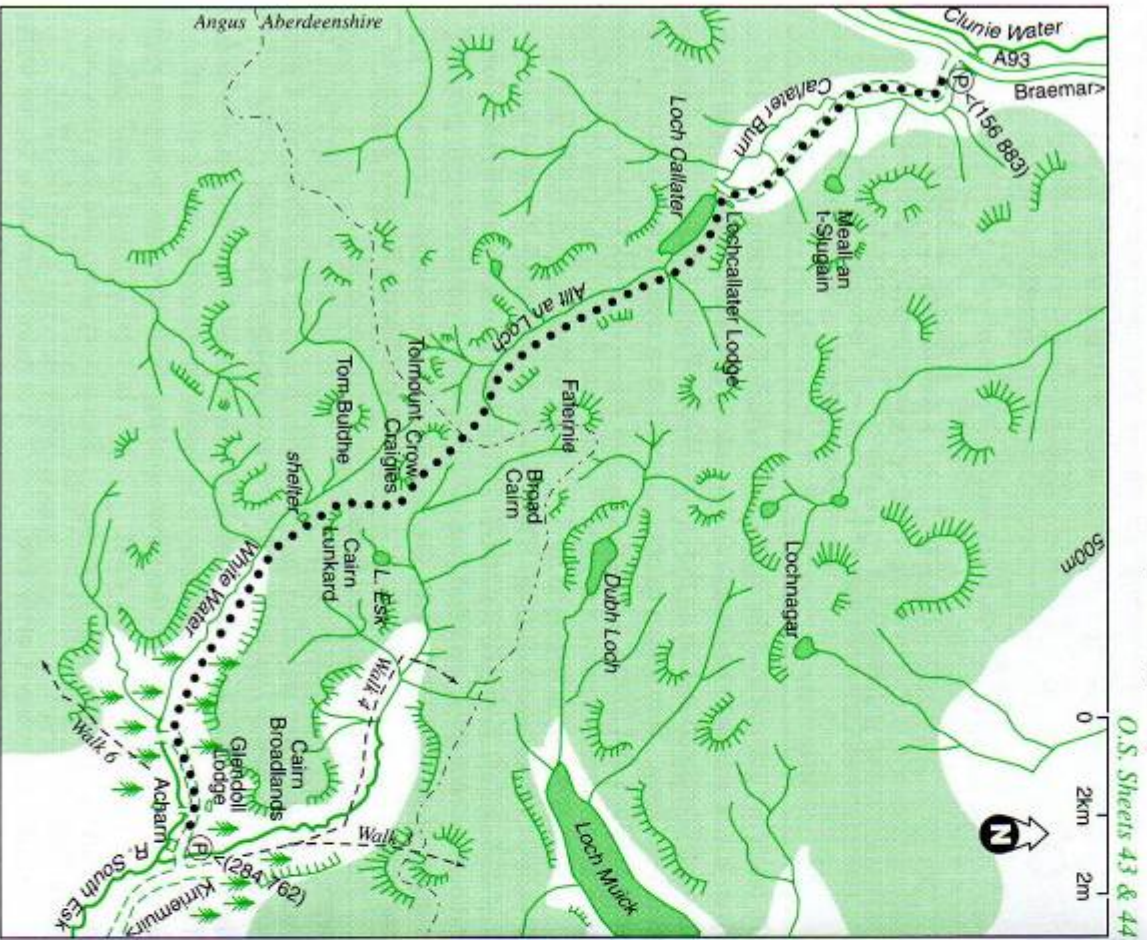 O.S. Sheets 43 & 44
Angus
Aberdeenshire
Clunie Water
A93
Braemar>
P
<(156 883)
Callater Burn
Loch Callater
Meall an
t-Slugain
Lochcallater Lodge
Allt an Loch
Tolmount
Crow
Craigies
Fafernie
Tom Buidhe
Broad
Cairn
shelter
Cairn
Lunkard
L. Esk
Dubh Loch
Lochnagar
500m
White Water
Walk 4
Walk 6
Cairn
Broadlands
Glendoll
Lodge
Acharn
Walk
P
<(284 762)
R. South Esk
Kirriemuir>
Loch Muick
0
2km
2m
N